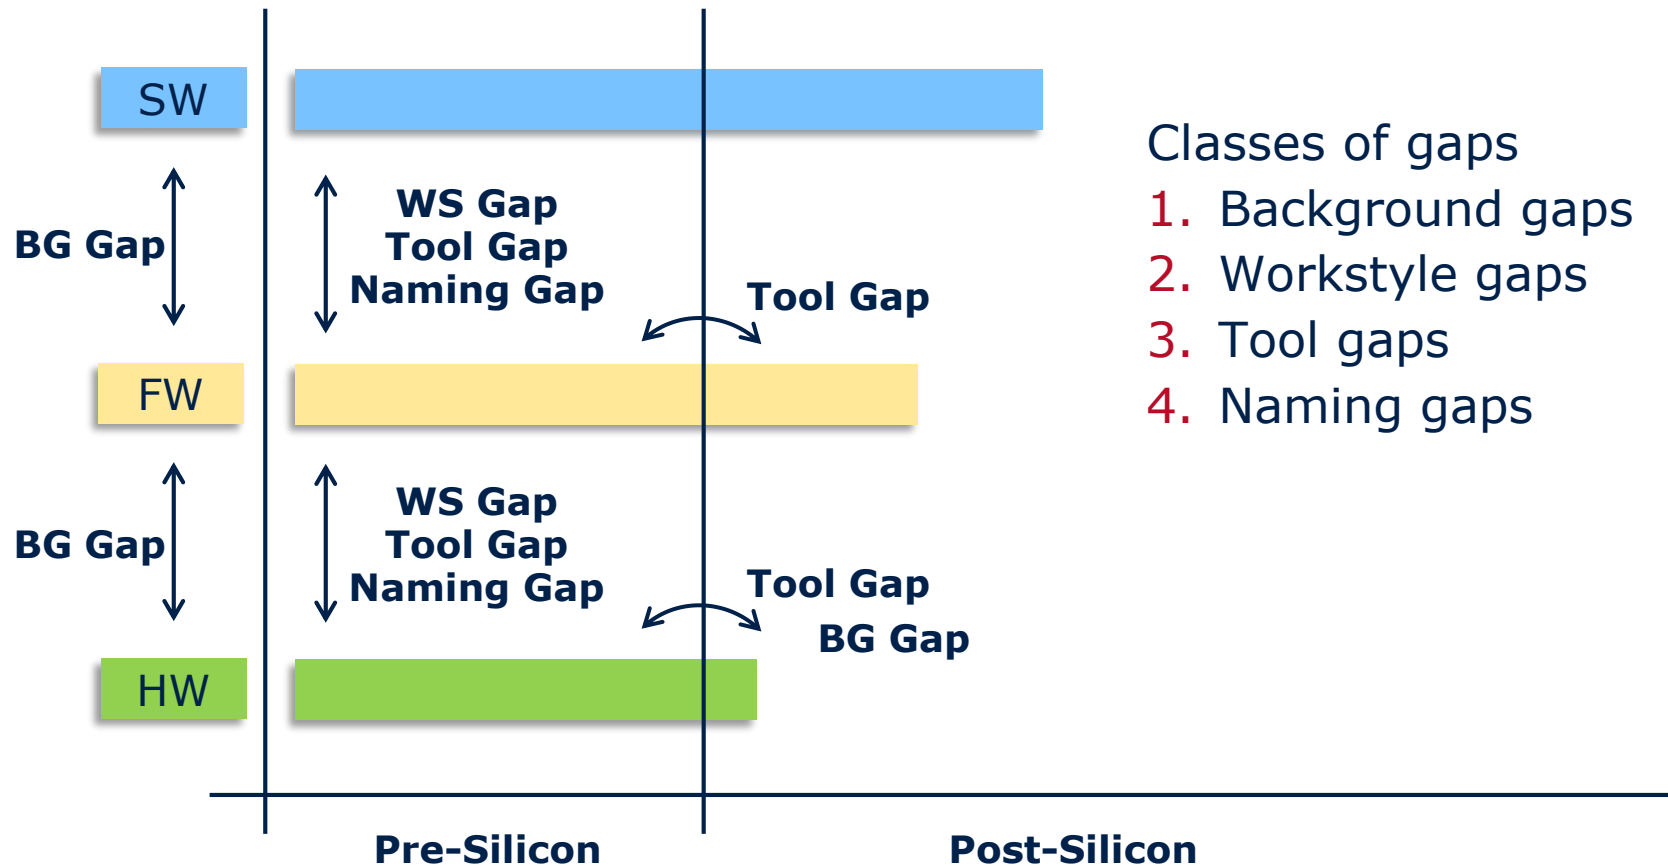 SW
BG Gap
WS Gap
Tool Gap
Naming Gap
Tool Gap
FW
BG Gap
WS Gap
Tool Gap
Naming Gap
Tool Gap
BG Gap
HW
Pre-Silicon
Post-Silicon
Classes of gaps
1. Background gaps
2. Workstyle gaps
3. Tool gaps
4. Naming gaps